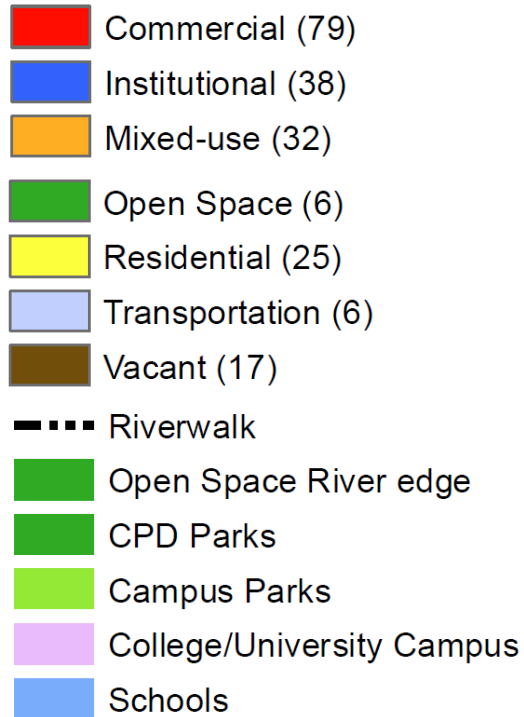 Commercial (79)
Institutional (38)
Mixed-use (32)
Open Space (6)
Residential (25)
Transportation (6)
Vacant (17)
Riverwalk
Open Space River edge
CPD Parks
Campus Parks
College/University Campus
Schools